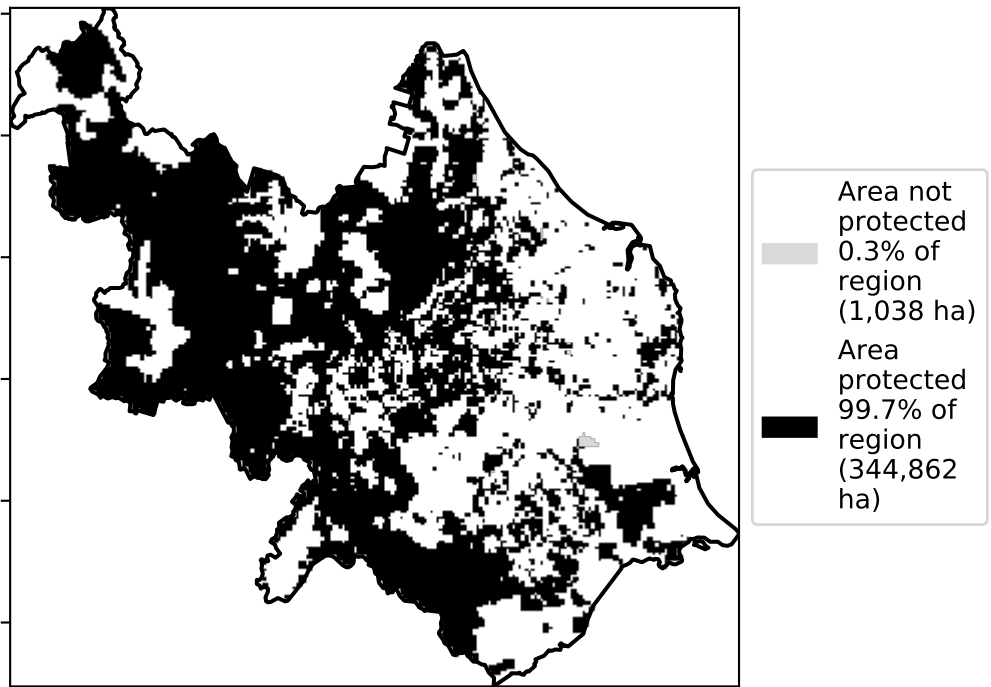 Area not
protected
0.3% of
region
(1,038 ha)
Area
protected
99.7% of
region
(344,862
ha)